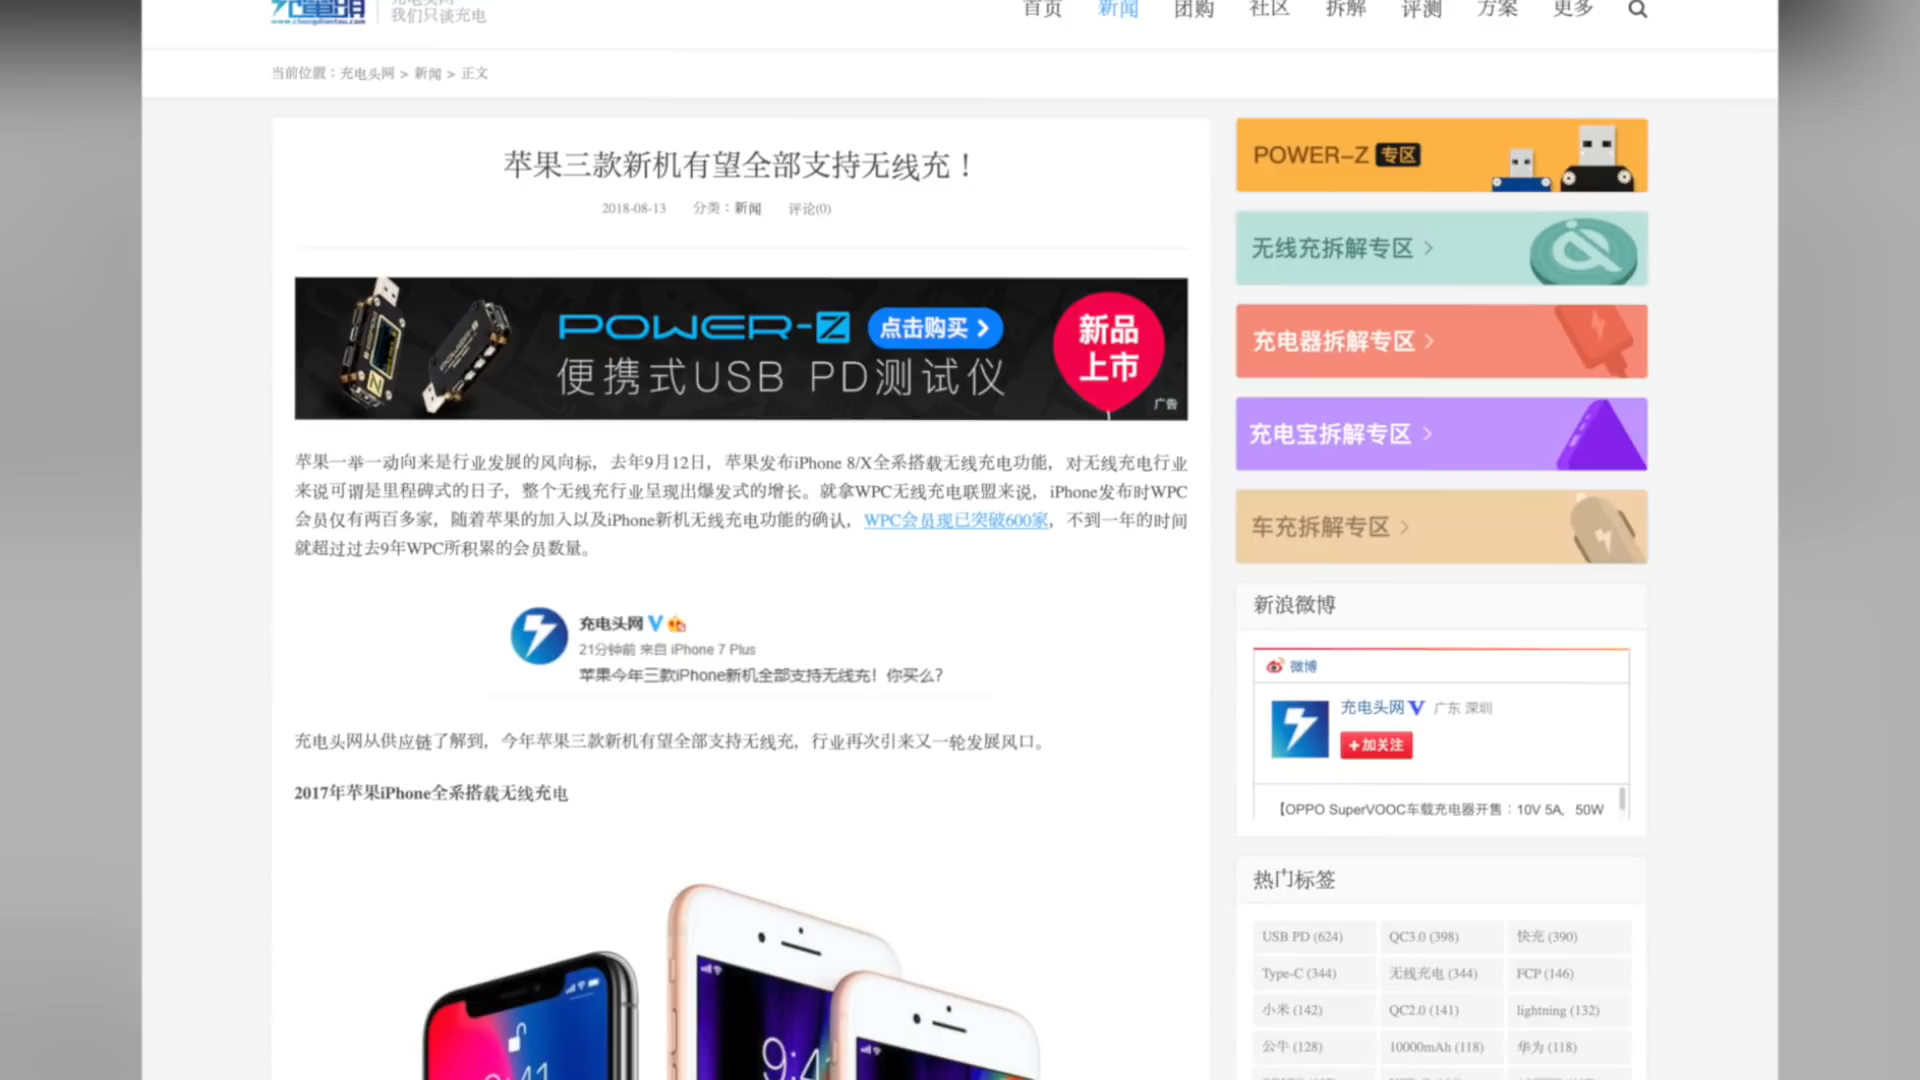 www.chongdiantou.com
我们只谈充电
首页 新闻 团购 社区 拆解 评测 方案 更多
当前位置：充电头网 > 新闻 > 正文
苹果三款新机有望全部支持无线充！
2018-08-13 分类：新闻 评论(0)
POWER-Z 点击购买
便携式USB PD测试仪
新品
上市
广告
苹果一举一动向来是行业发展的风向标，去年9月12日，苹果发布iPhone 8/X全系搭载无线充电功能，对无线充电行业
来说可谓是里程碑式的日子，整个无线充行业呈现出爆发式的增长。就拿WPC无线充电联盟来说，iPhone发布时WPC
会员仅有两百多家，随着苹果的加入以及iPhone新机无线充电功能的确认，WPC会员现已突破600家，不到一年的时间
就超过过去9年WPC所积累的会员数量。
充电头网 V
21分钟前 来自 iPhone 7 Plus
苹果今年三款iPhone新机全部支持无线充！你买么？
充电头网从供应链了解到，今年苹果三款新机有望全部支持无线充，行业再次引来又一轮发展风口。
2017年苹果iPhone全系搭载无线充电
9:41
9:4
POWER-Z 专区
无线充拆解专区 >
充电器拆解专区 >
充电宝拆解专区 >
车充拆解专区 >
新浪微博
微博
充电头网 V 广东 深圳
+加关注
【OPPO SuperVOOC车载充电器开售：10V 5A，50W
热门标签
USB PD (624) QC3.0 (398) 快充 (390)
Type-C (344) 无线充电 (344) FCP (146)
小米 (142) QC2.0 (141) lightning (132)
公牛 (128) 10000mAh (118) 华为 (118)